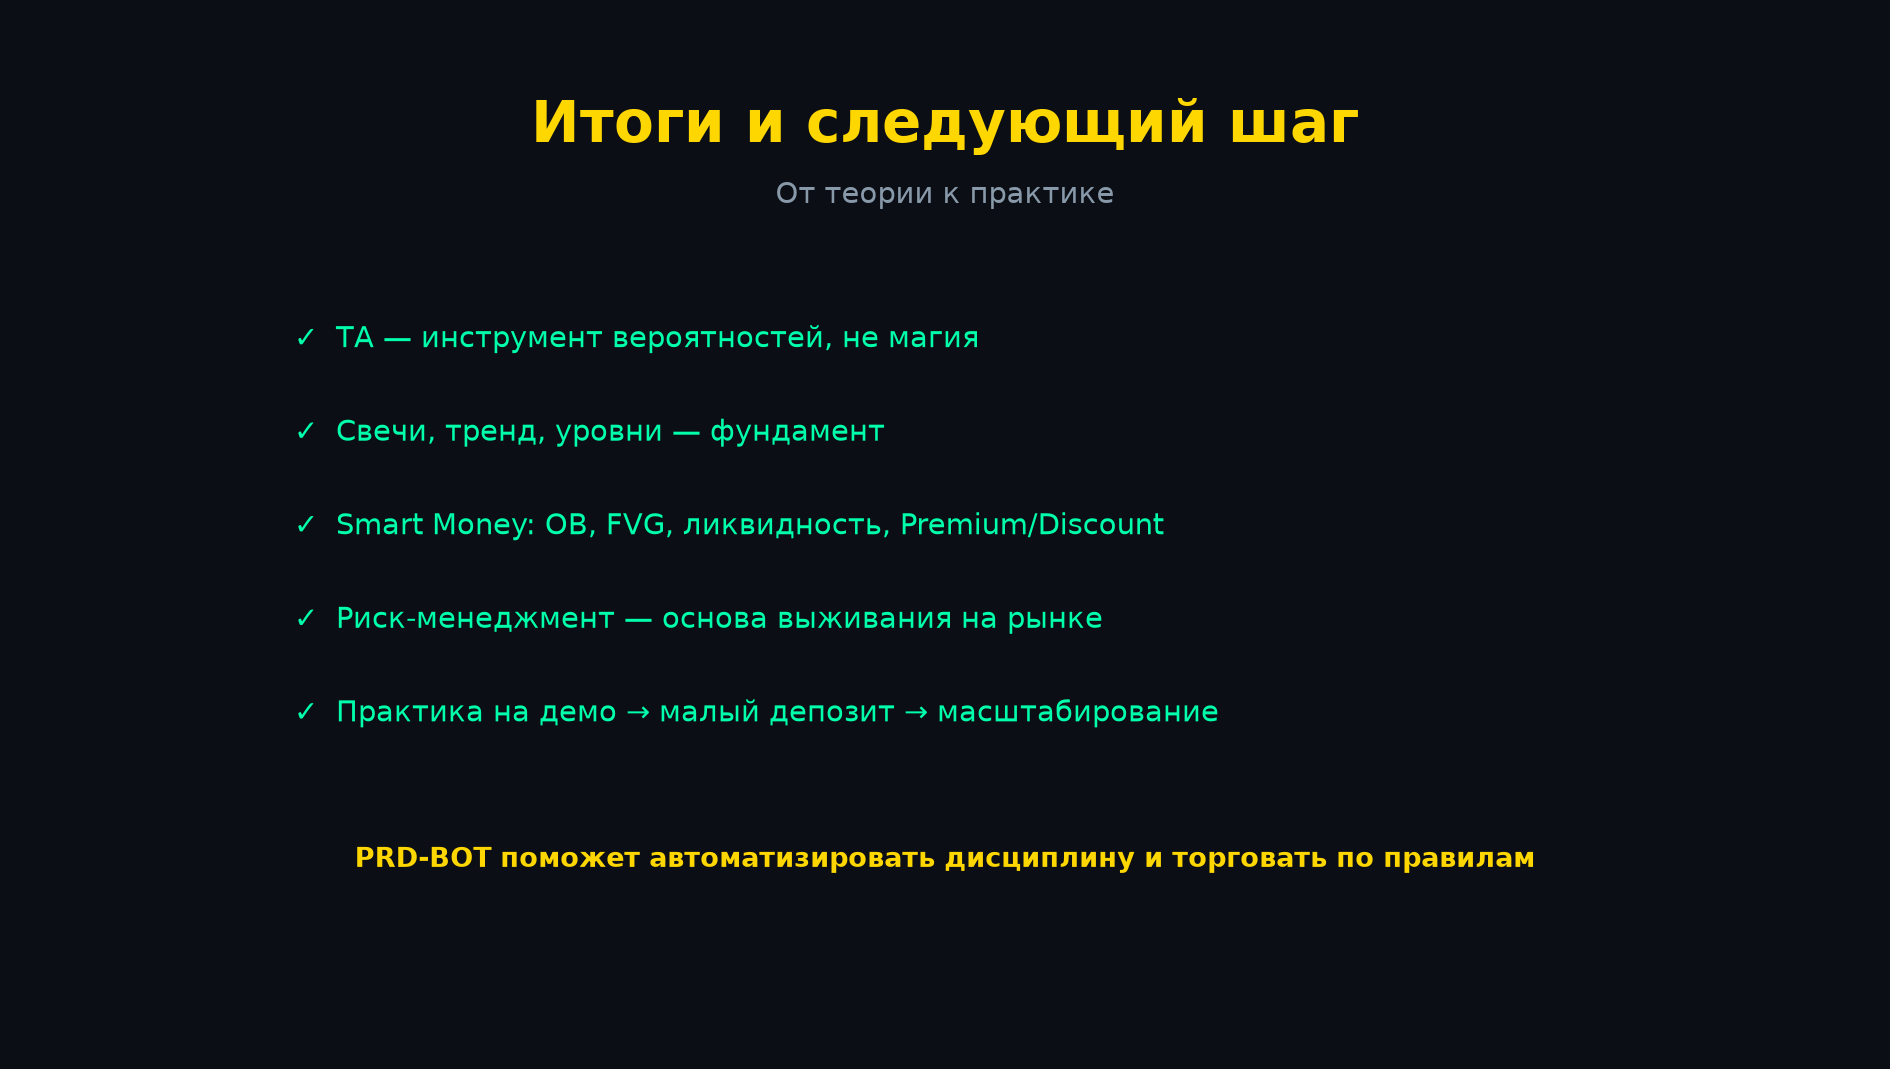 Итоги и следующий шаг
От теории к практике
✓ ТА — инструмент вероятностей, не магия
✓ Свечи, тренд, уровни — фундамент
✓ Smart Money: OB, FVG, ликвидность, Premium/Discount
✓ Риск-менеджмент — основа выживания на рынке
✓ Практика на демо → малый депозит → масштабирование
PRD-BOT поможет автоматизировать дисциплину и торговать по правилам